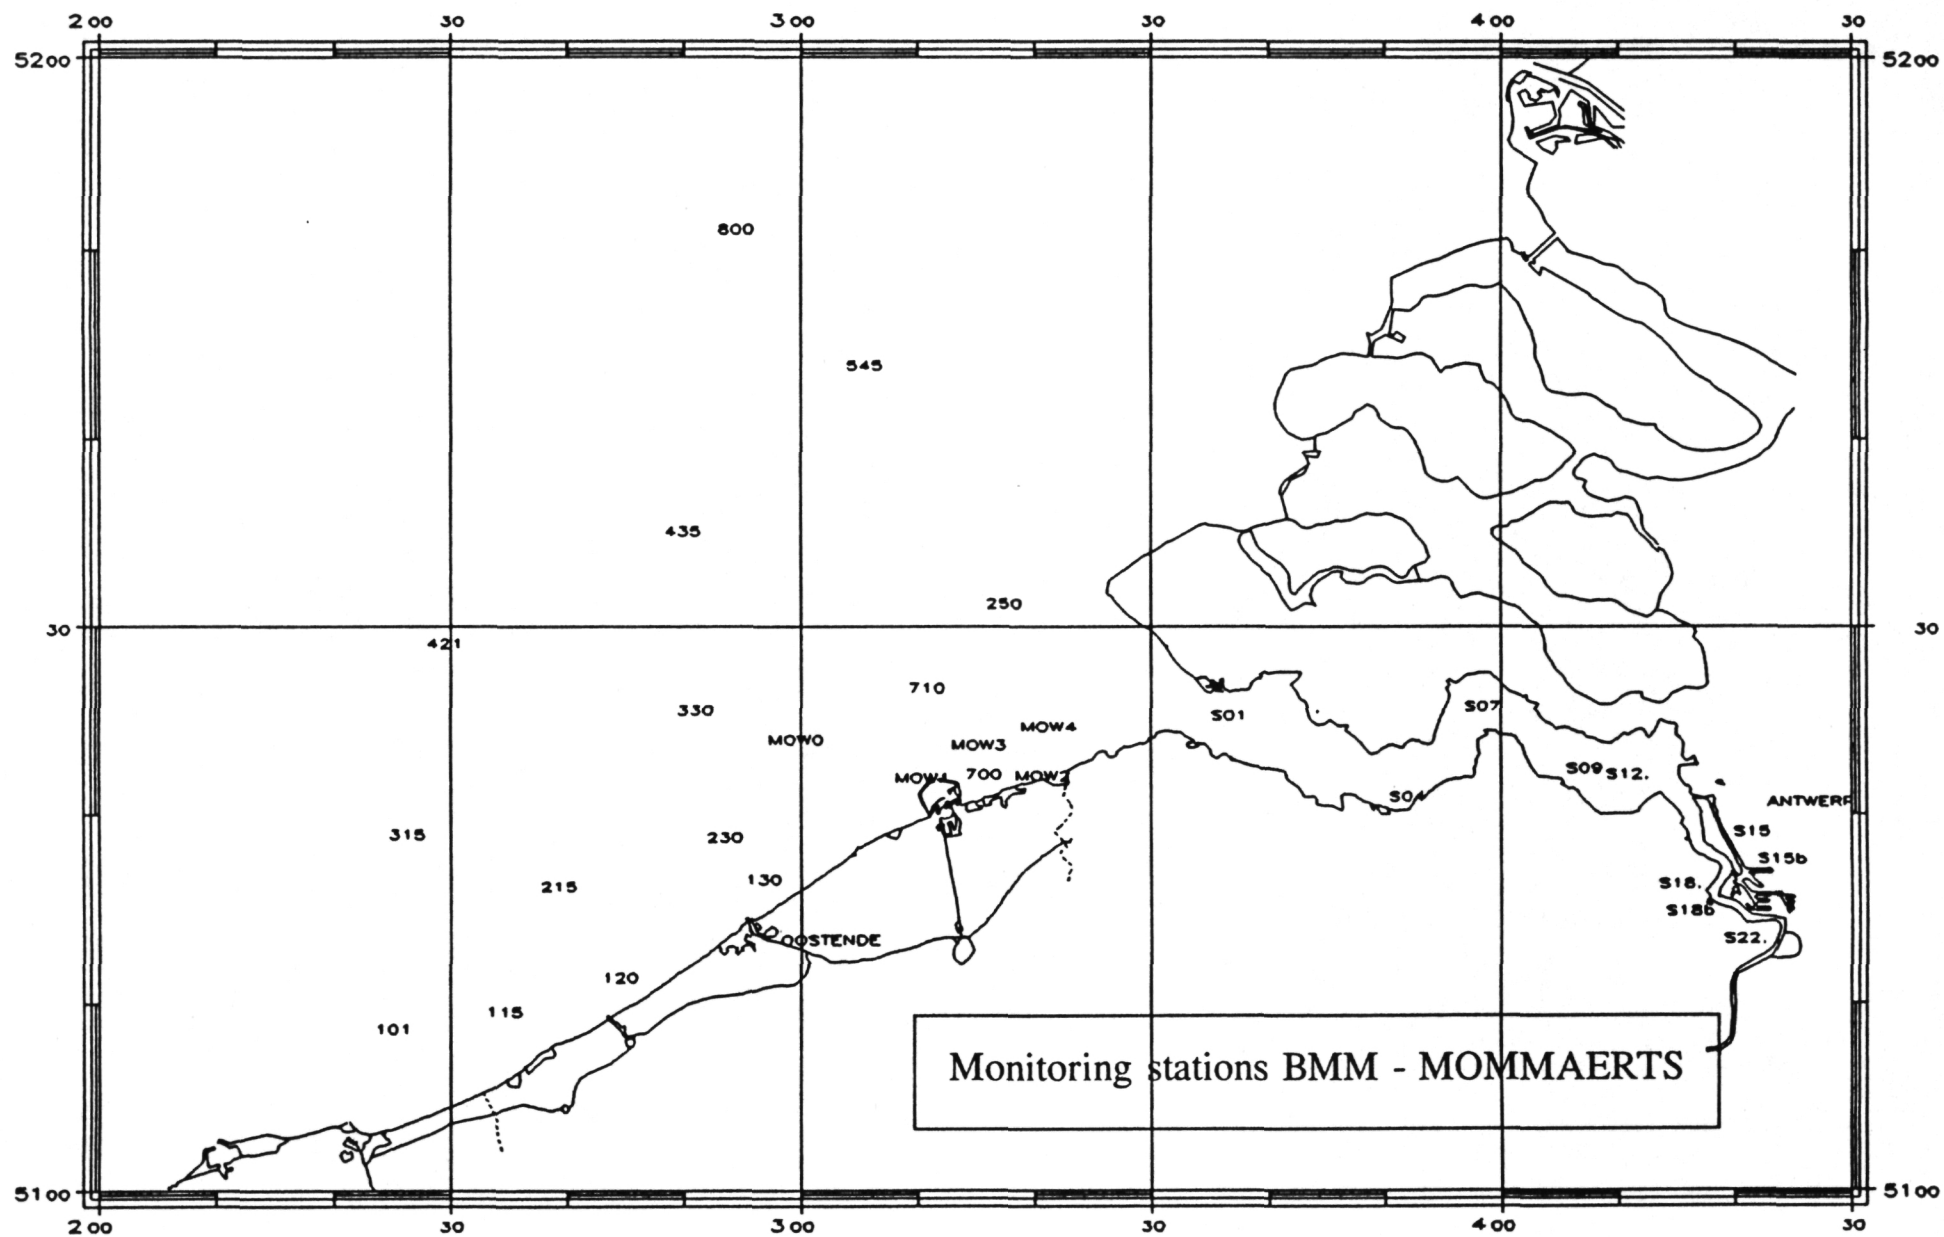 2 00 30 3 00 30 4 00 30
52 00 52 00
800
545
435
250
30 30
421
710
330
S01
S07
MOW4
MOW0
MOW3
MOW1 700 MOW2
S09 S12.
S04
ANTWERP
315
230
S15
S15b
130
215
S18.
S18b
OOSTENDE
S22.
120
115
101
Monitoring stations BMM - MOMMAERTS
51 00 51 00
2 00 30 3 00 30 4 00 30